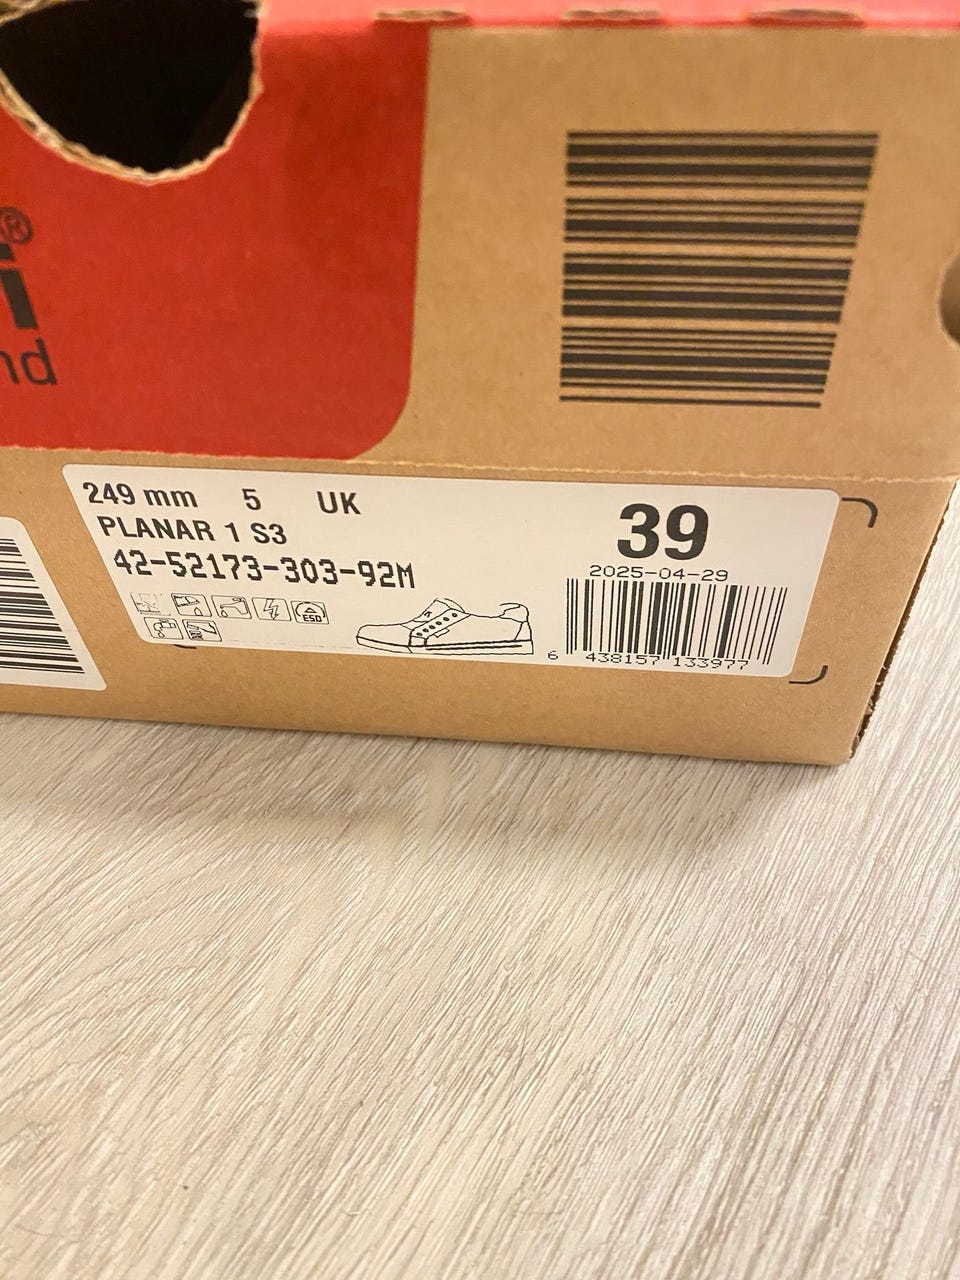 i®
nd
249 mm 5 UK
PLANAR 1 S3
42-52173-303-92M
ESD
39
2025-04-29
6 438157 133977